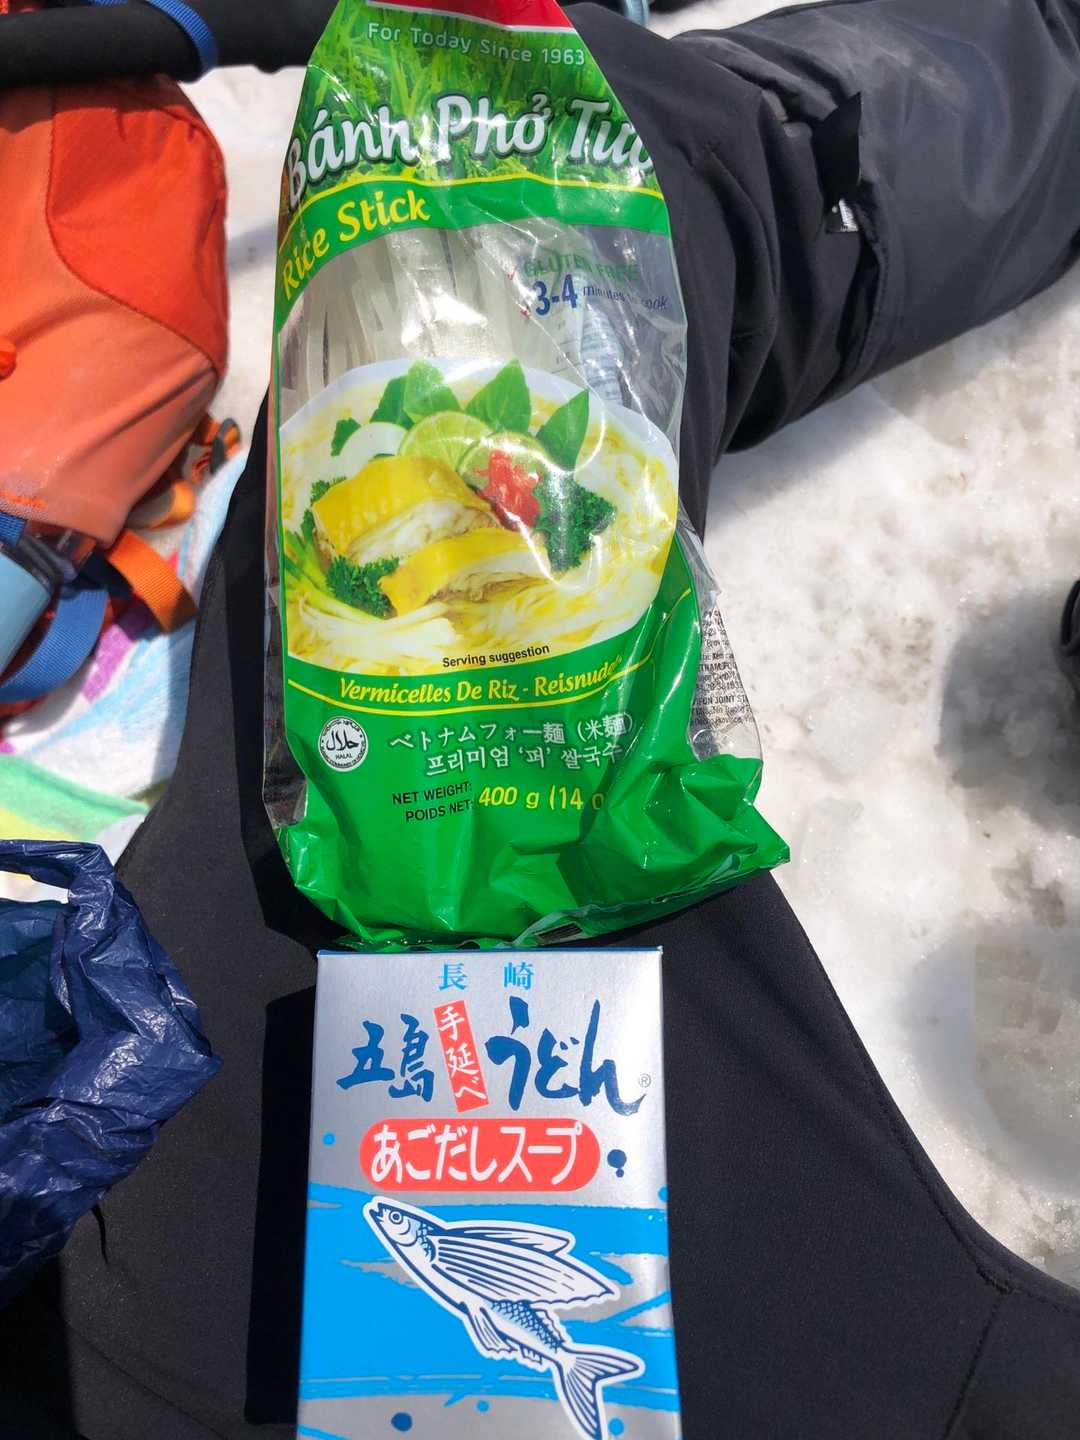 For Today Since 1963
Bánh Phở
Rice Stick
GLUTEN FREE
3-4 minutes to cook
Serving suggestion
Vermicelles De Riz - Reisnudeln
HALAL
ベトナムフォー麺（米麺）
프리미엄 '퍼' 쌀국수
NET WEIGHT:
POIDS NET: 400 g (14 o
長崎
五島
手延べ
うどん®
あごだしスープ